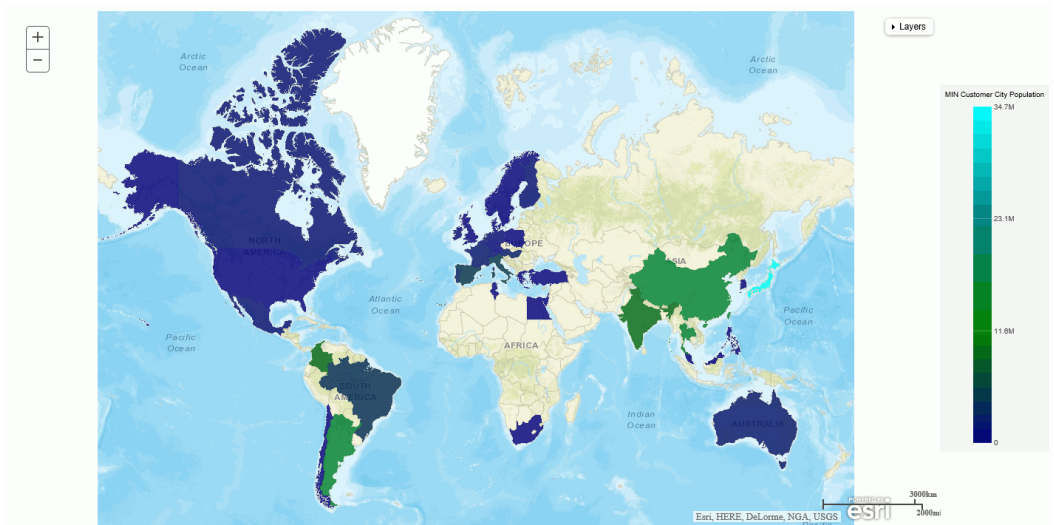 +
−
Layers
Arctic
Ocean
Arctic
Ocean
MIN Customer City Population
34.7M
23.1M
11.6M
0
NORTH
AMERICA
EUROPE
ASIA
Atlantic
Ocean
Pacific
Ocean
Pacific
Ocean
AFRICA
SOUTH
AMERICA
Indian
Ocean
AUSTRALIA
3000km
2000mi
POWERED BY
esri
Esri, HERE, DeLorme, NGA, USGS